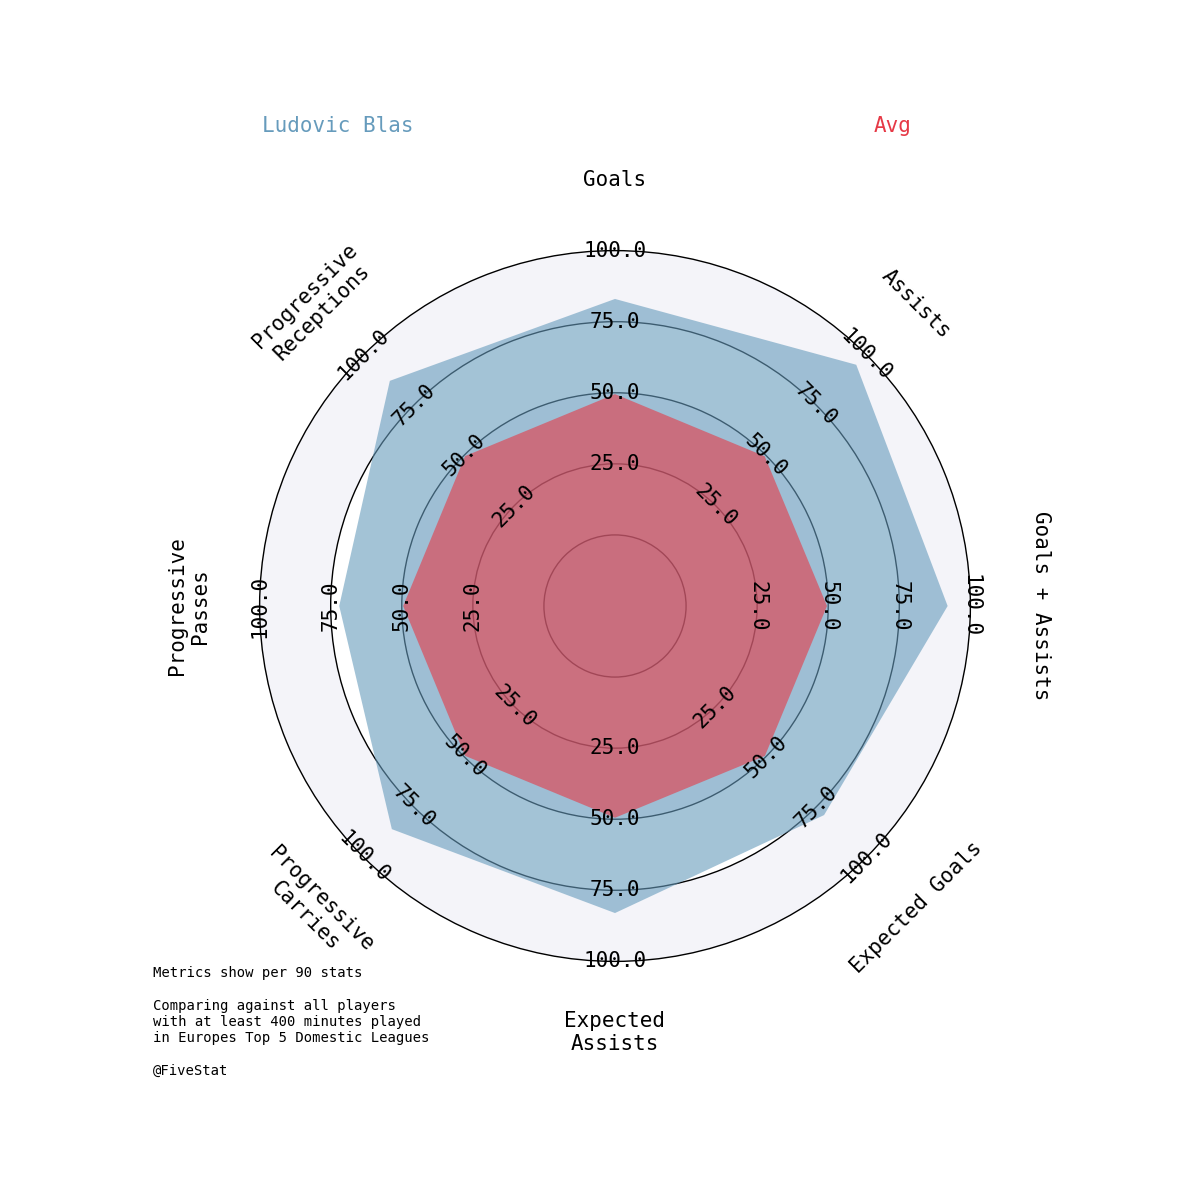 Ludovic Blas
Avg
Goals
Assists
Goals + Assists
Expected Goals
Expected
Assists
Progressive
Carries
Progressive
Passes
Progressive
Receptions
25.0
50.0
75.0
100.0
25.0
50.0
75.0
100.0
25.0
50.0
75.0
100.0
25.0
50.0
75.0
100.0
25.0
50.0
75.0
100.0
25.0
50.0
75.0
100.0
25.0
50.0
75.0
100.0
25.0
50.0
75.0
100.0
Metrics show per 90 stats
Comparing against all players
with at least 400 minutes played
in Europes Top 5 Domestic Leagues
@FiveStat